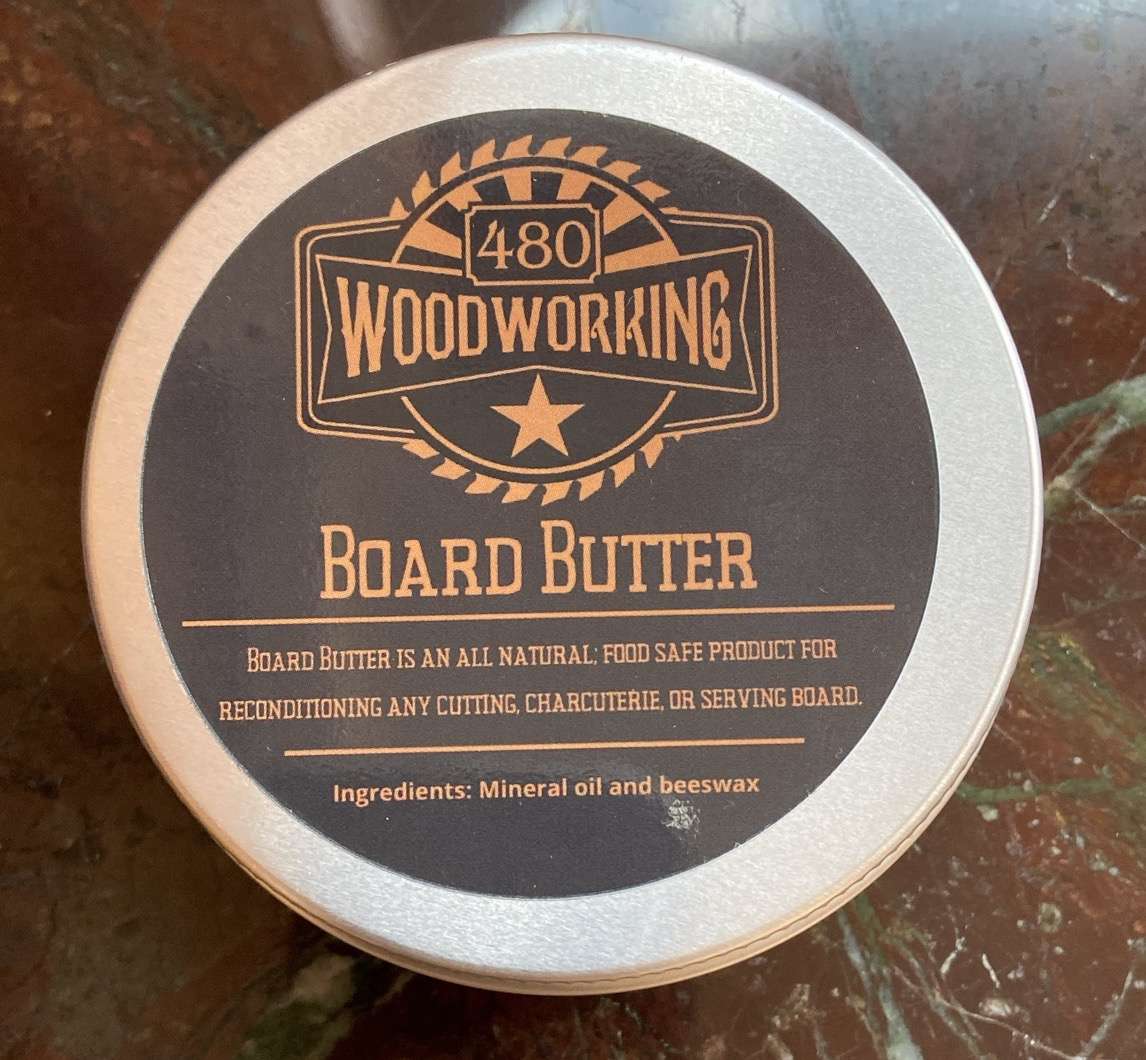 480
WOODWORKING
BOARD BUTTER
BOARD BUTTER IS AN ALL NATURAL, FOOD SAFE PRODUCT FOR
RECONDITIONING ANY CUTTING, CHARCUTERIE, OR SERVING BOARD.
Ingredients: Mineral oil and beeswax